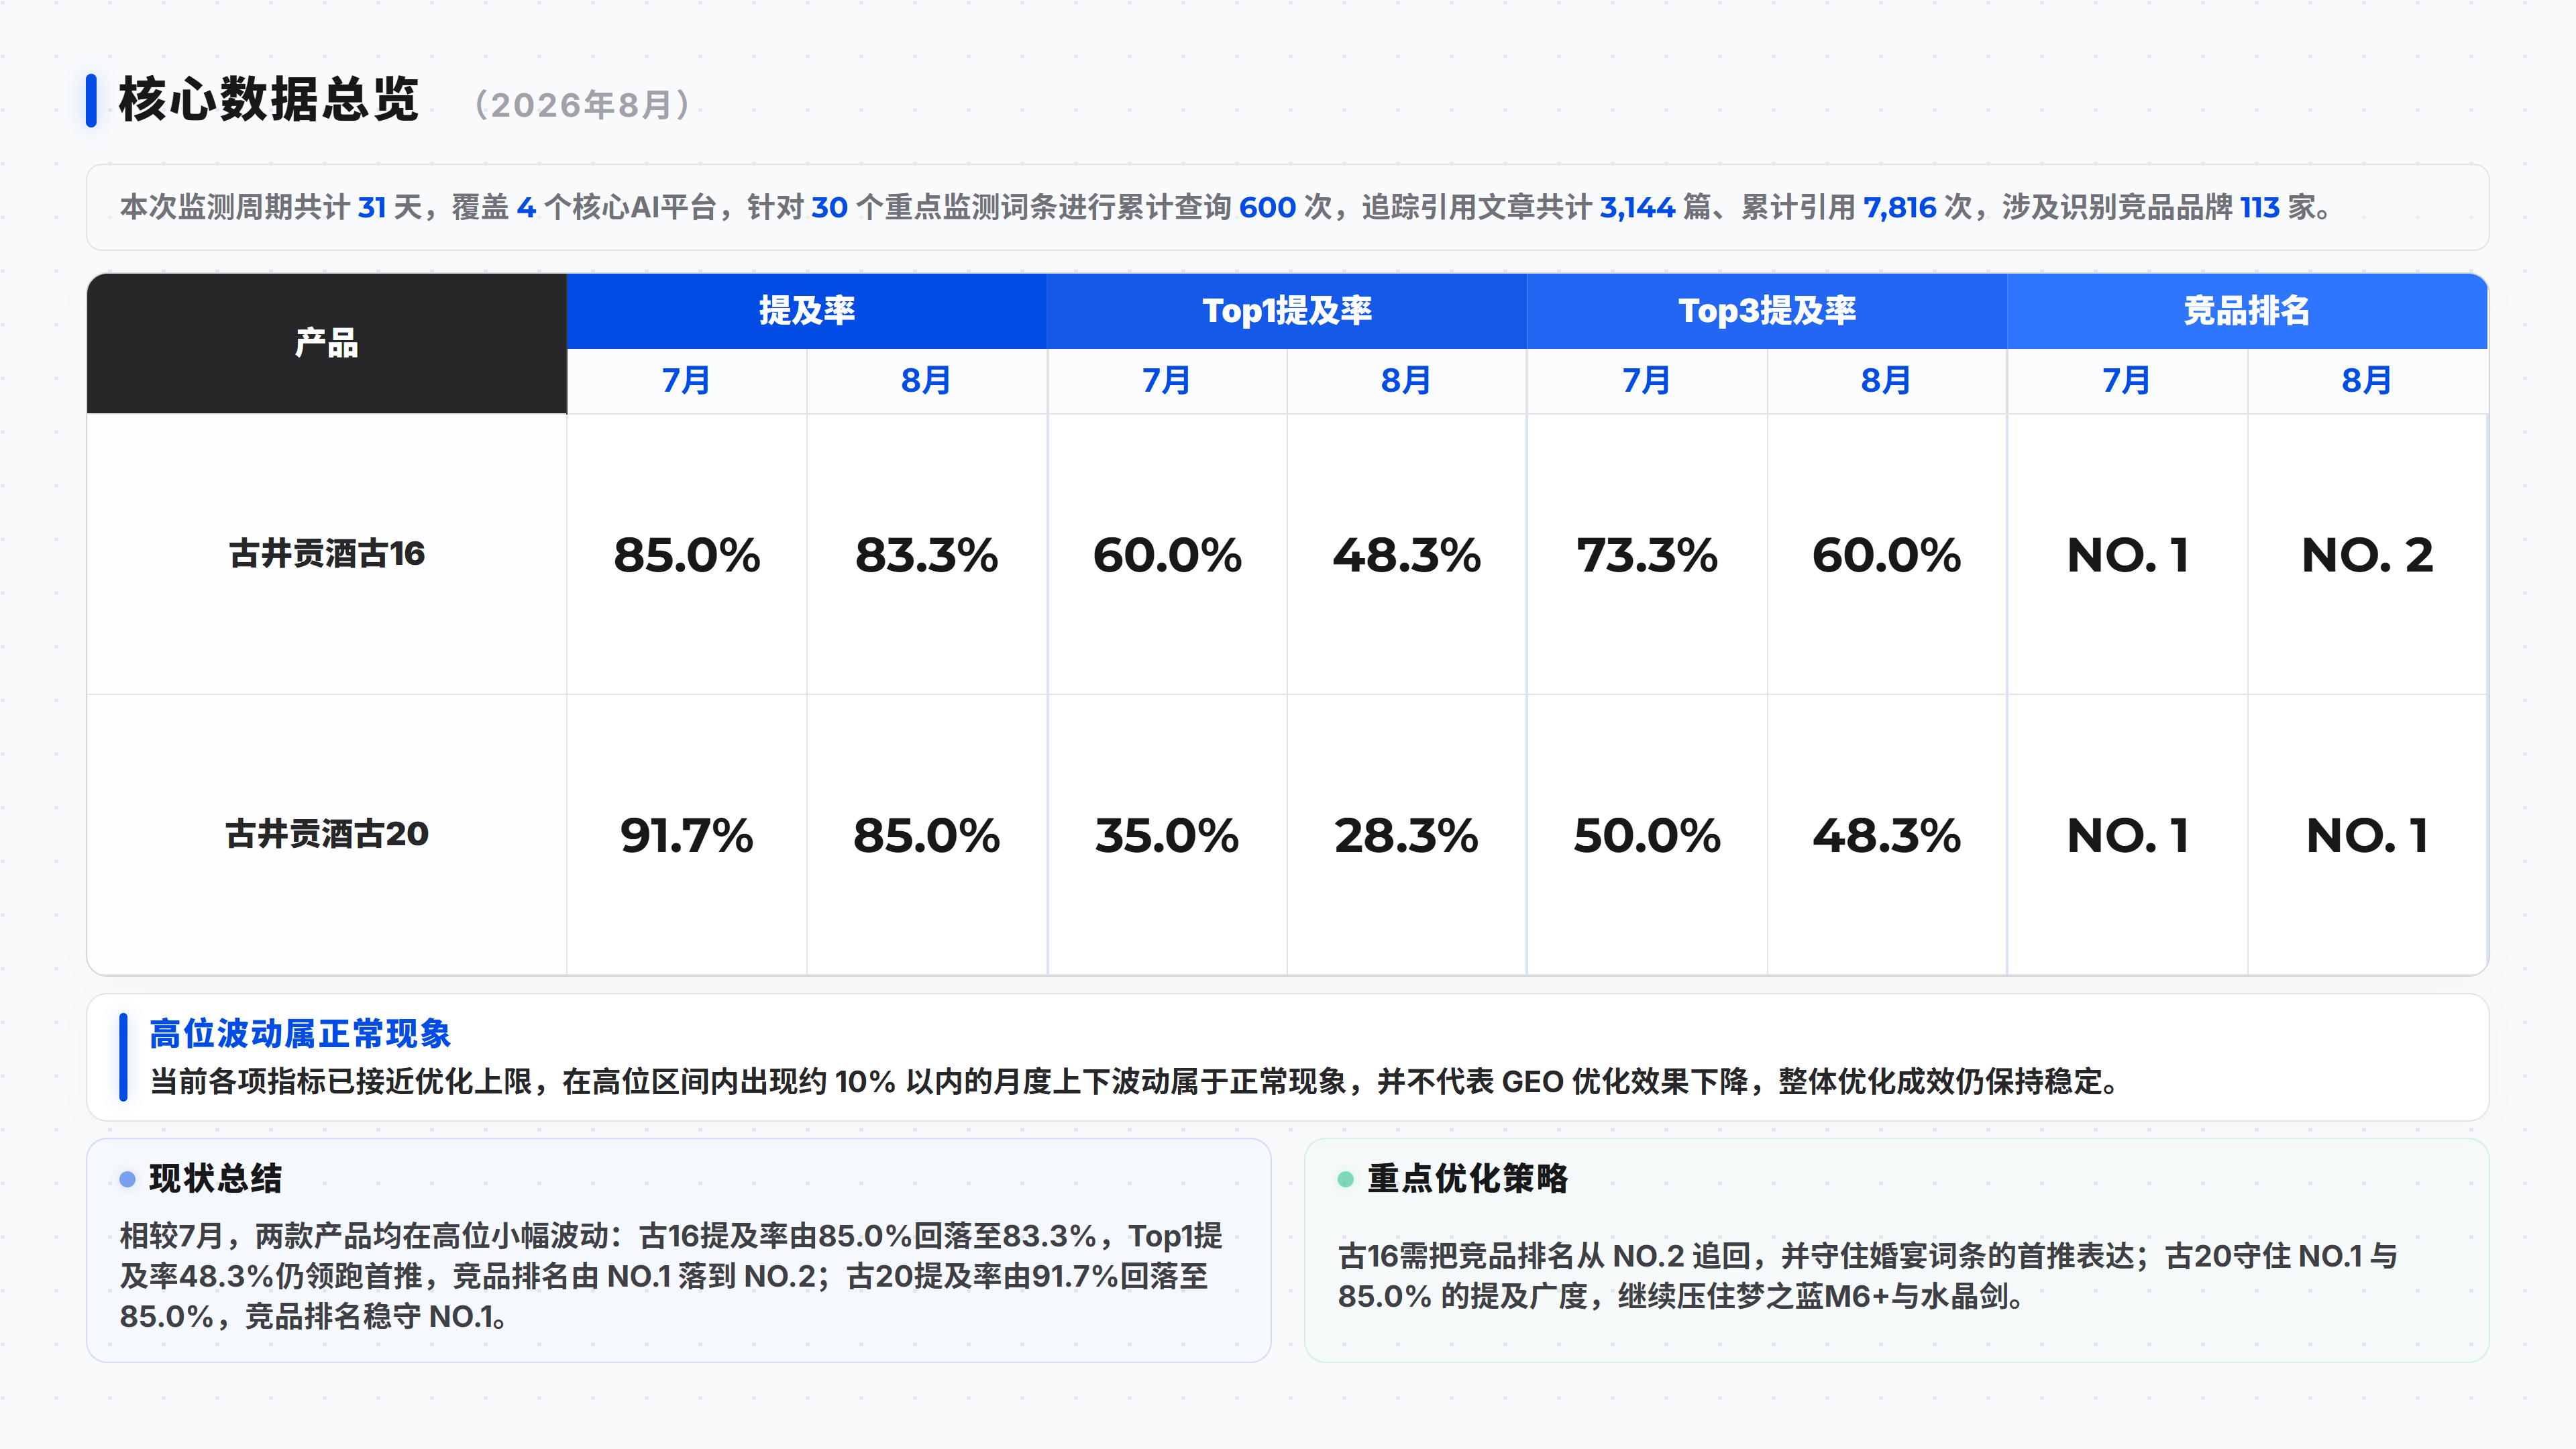 核心数据总览 （2026年8月）
本次监测周期共计 31 天，覆盖 4 个核心AI平台，针对 30 个重点监测词条进行累计查询 600 次，追踪引用文章共计 3,144 篇、累计引用 7,816 次，涉及识别竞品品牌 113 家。
产品 提及率 Top1提及率 Top3提及率 竞品排名
7月 8月 7月 8月 7月 8月 7月 8月
古井贡酒古16 85.0% 83.3% 60.0% 48.3% 73.3% 60.0% NO. 1 NO. 2
古井贡酒古20 91.7% 85.0% 35.0% 28.3% 50.0% 48.3% NO. 1 NO. 1
高位波动属正常现象
当前各项指标已接近优化上限，在高位区间内出现约 10% 以内的月度上下波动属于正常现象，并不代表 GEO 优化效果下降，整体优化成效仍保持稳定。
现状总结
相较7月，两款产品均在高位小幅波动：古16提及率由85.0%回落至83.3%，Top1提
及率48.3%仍领跑首推，竞品排名由 NO.1 落到 NO.2；古20提及率由91.7%回落至
85.0%，竞品排名稳守 NO.1。
重点优化策略
古16需把竞品排名从 NO.2 追回，并守住婚宴词条的首推表达；古20守住 NO.1 与
85.0% 的提及广度，继续压住梦之蓝M6+与水晶剑。